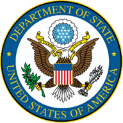 DEPARTMENT OF STATE
UNITED STATES OF AMERICA